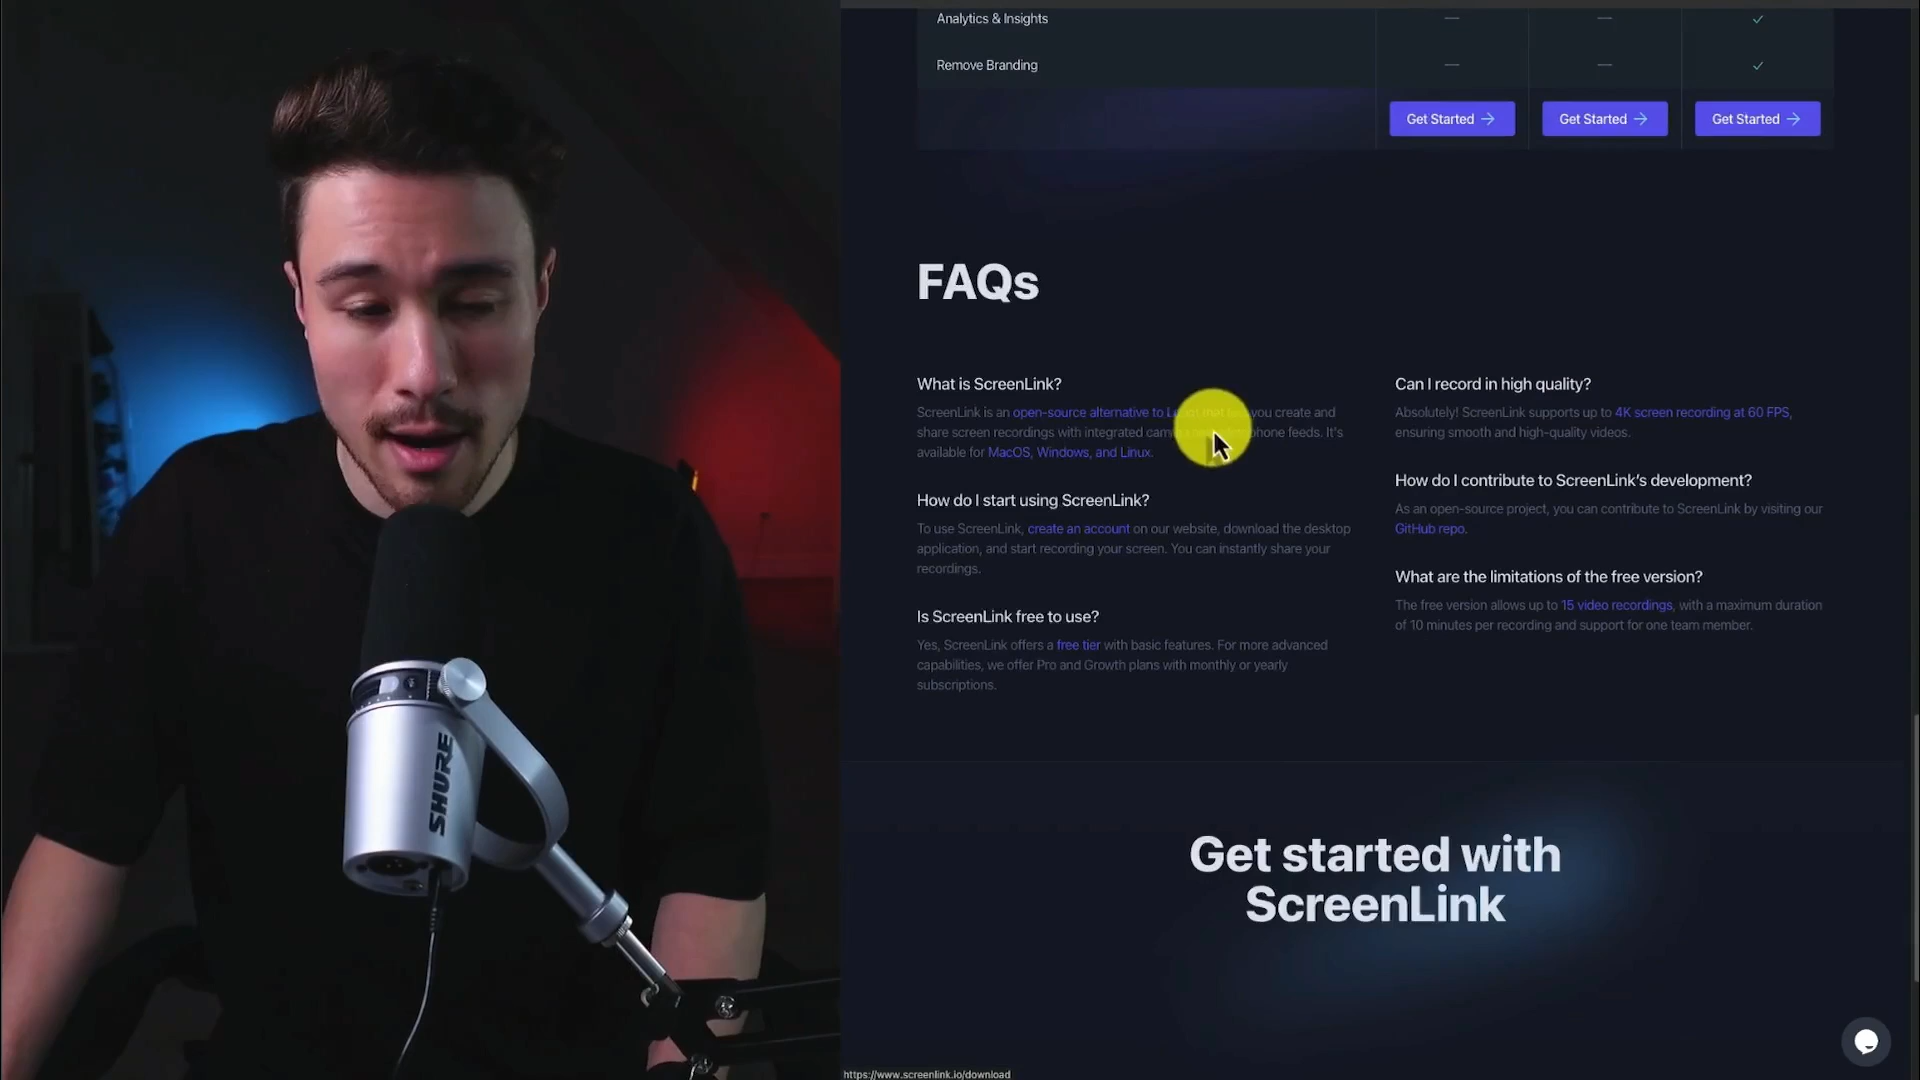 Analytics & Insights
Remove Branding
Get Started
Get Started
Get Started
FAQs
What is ScreenLink?
ScreenLink is an open-source alternative to you create and
share screen recordings with integrated phone feeds. It's
available for MacOS, Windows, and Linux.
How do I start using ScreenLink?
To use ScreenLink, create an account on our website, download the desktop
application, and start recording your screen. You can instantly share your
recordings.
Is ScreenLink free to use?
Yes, ScreenLink offers a free tier with basic features. For more advanced
capabilities, we offer Pro and Growth plans with monthly or yearly
subscriptions.
Can I record in high quality?
Absolutely! ScreenLink supports up to 4K screen recording at 60 FPS,
ensuring smooth and high-quality videos.
How do I contribute to ScreenLink's development?
As an open-source project, you can contribute to ScreenLink by visiting our
GitHub repo.
What are the limitations of the free version?
The free version allows up to 15 video recordings, with a maximum duration
of 10 minutes per recording and support for one team member.
Get started with
ScreenLink
SHURE
https://www.screenlink.io/download